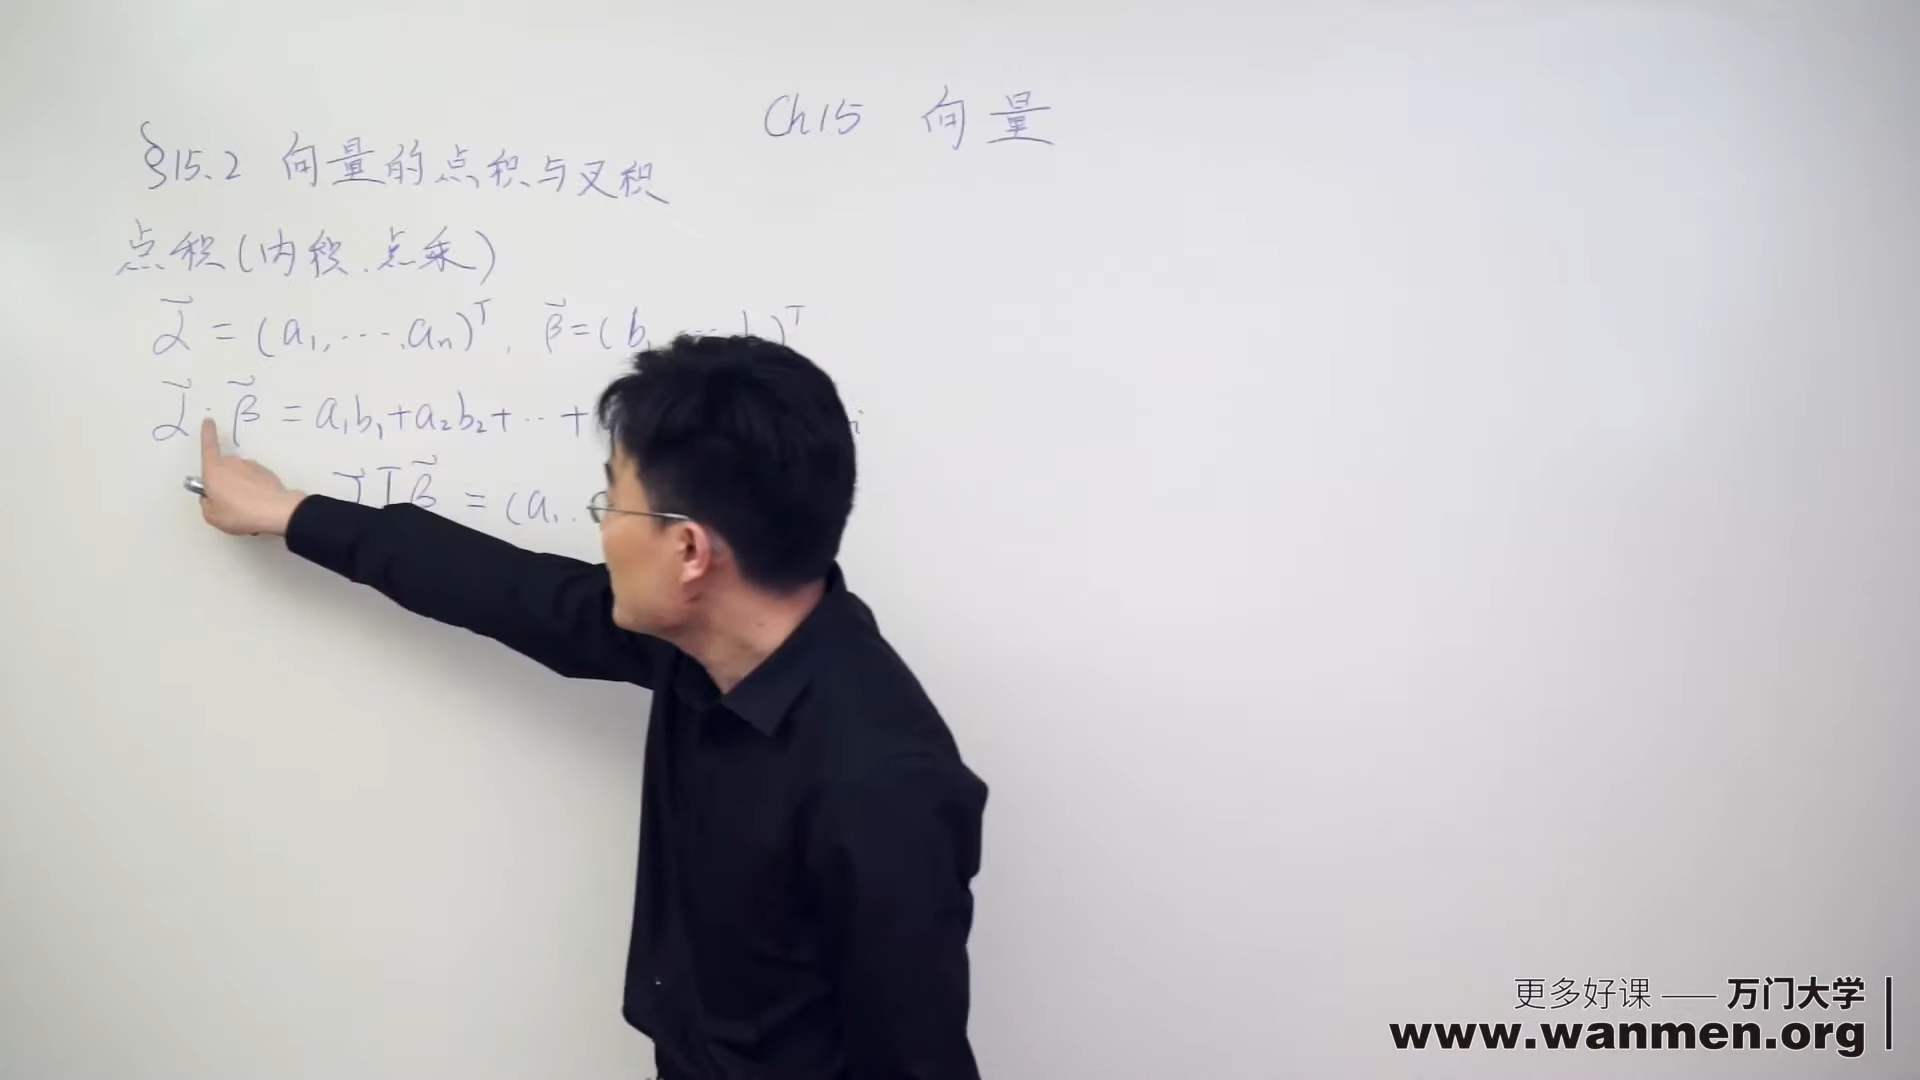 Ch15 向量
§15.2 向量的点积与叉积
点积(内积、点乘)
α⃗ = (a₁,⋯,aₙ)ᵀ, β⃗=(b₁ ⋯ )ᵀ
α⃗·β⃗ = a₁b₁+a₂b₂+⋯+
ᵀβ⃗ = (a₁..
更多好课 —— 万门大学
www.wanmen.org